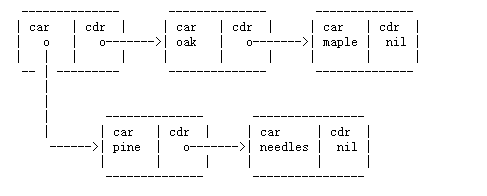 car cdr car cdr car cdr
o o oak o maple nil
car cdr car cdr
pine o needles nil